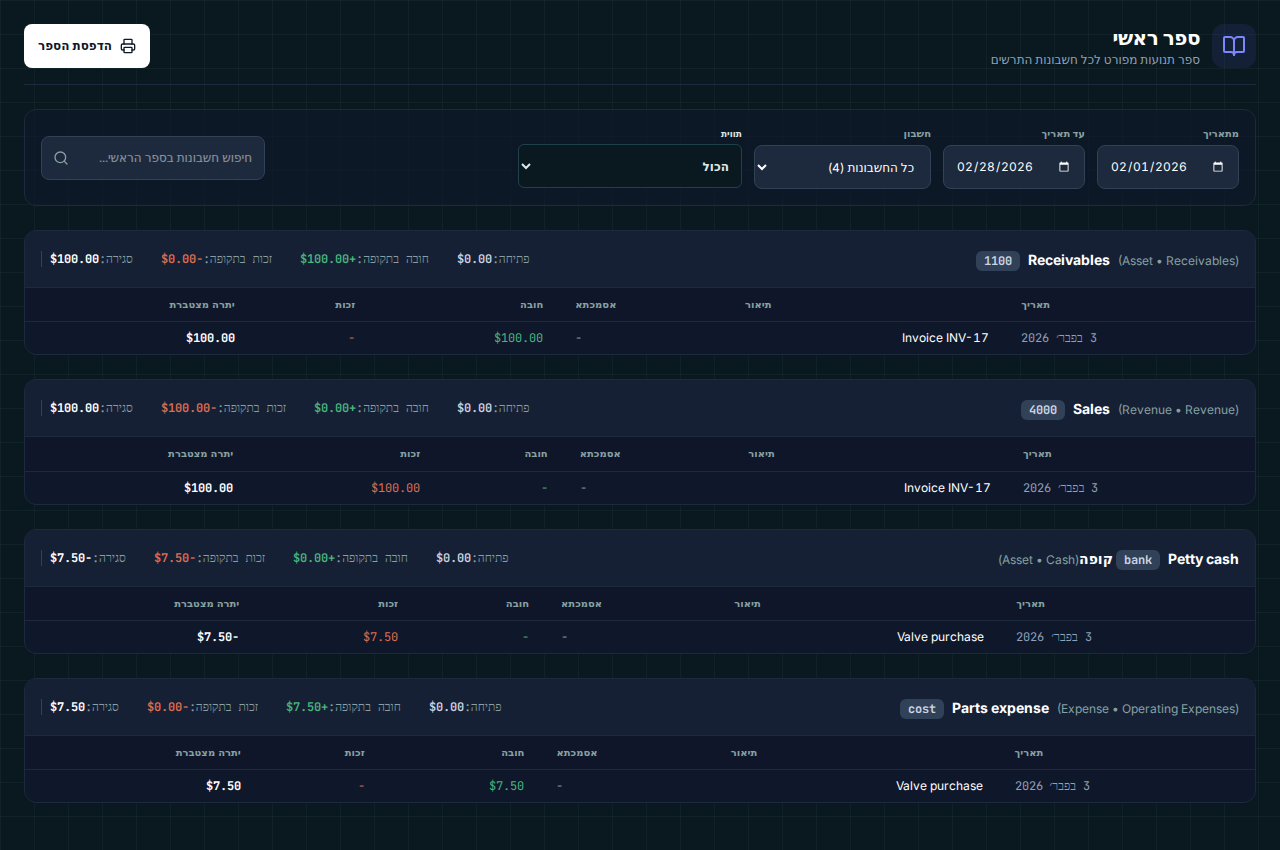 ספר ראשי
ספר תנועות מפורט לכל חשבונות התרשים
הדפסת הספר
מתאריך
02/01/2026
עד תאריך
02/28/2026
חשבון
כל החשבונות (4)
תווית
הכול
חיפוש חשבונות בספר הראשי...
1100 Receivables (Asset • Receivables)
פתיחה: $0.00 חובה בתקופה: +$100.00 זכות בתקופה: -$0.00 סגירה: $100.00
תאריך תיאור אסמכתא חובה זכות יתרה מצטברת
3 בפבר׳ 2026 Invoice INV-17 - $100.00 - $100.00
4000 Sales (Revenue • Revenue)
פתיחה: $0.00 חובה בתקופה: +$0.00 זכות בתקופה: -$100.00 סגירה: $100.00
תאריך תיאור אסמכתא חובה זכות יתרה מצטברת
3 בפבר׳ 2026 Invoice INV-17 - - $100.00 $100.00
Petty cash bank קופה (Asset • Cash)
פתיחה: $0.00 חובה בתקופה: +$0.00 זכות בתקופה: -$7.50 סגירה: -$7.50
תאריך תיאור אסמכתא חובה זכות יתרה מצטברת
3 בפבר׳ 2026 Valve purchase - - $7.50 $7.50-
cost Parts expense (Expense • Operating Expenses)
פתיחה: $0.00 חובה בתקופה: +$7.50 זכות בתקופה: -$0.00 סגירה: $7.50
תאריך תיאור אסמכתא חובה זכות יתרה מצטברת
3 בפבר׳ 2026 Valve purchase - $7.50 - $7.50